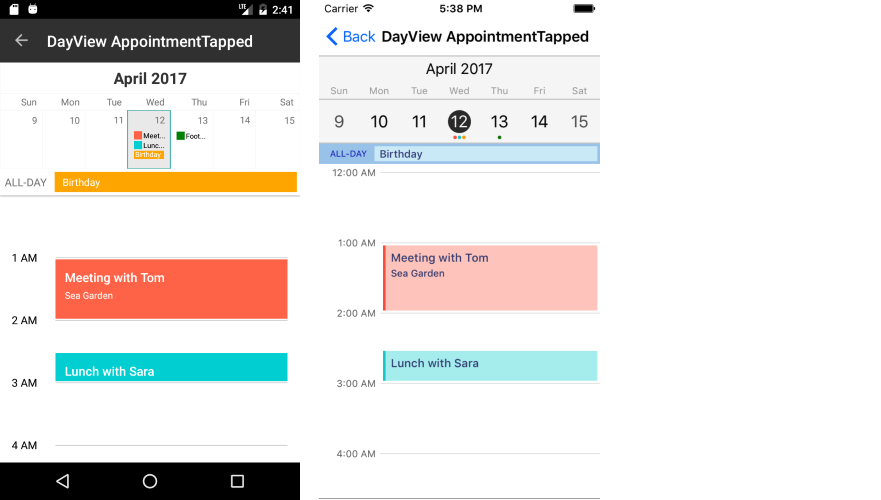 LTE 2:41
DayView AppointmentTapped
April 2017
Sun Mon Tue Wed Thu Fri Sat
9 10 11 12 13 14 15
Meet... Foot...
Lunc...
Birthday
ALL-DAY Birthday
1 AM
Meeting with Tom
Sea Garden
2 AM
Lunch with Sara
3 AM
4 AM
Carrier 5:38 PM
Back DayView AppointmentTapped
April 2017
Sun Mon Tue Wed Thu Fri Sat
9 10 11 12 13 14 15
ALL-DAY Birthday
12:00 AM
1:00 AM
Meeting with Tom
Sea Garden
2:00 AM
Lunch with Sara
3:00 AM
4:00 AM